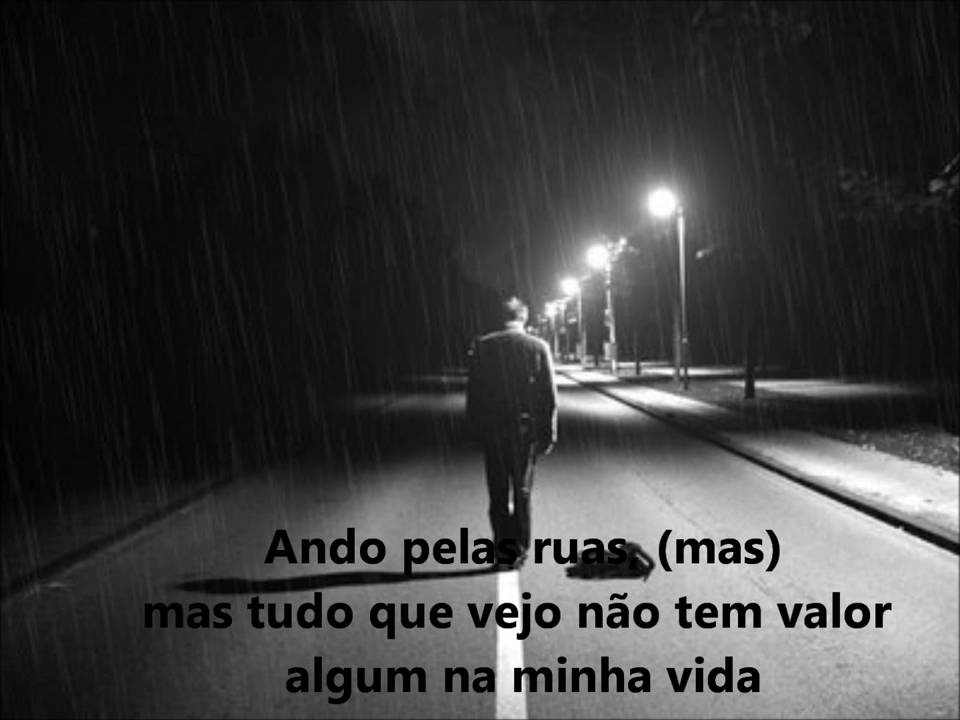 Ando pelas ruas, (mas)
mas tudo que vejo não tem valor
algum na minha vida